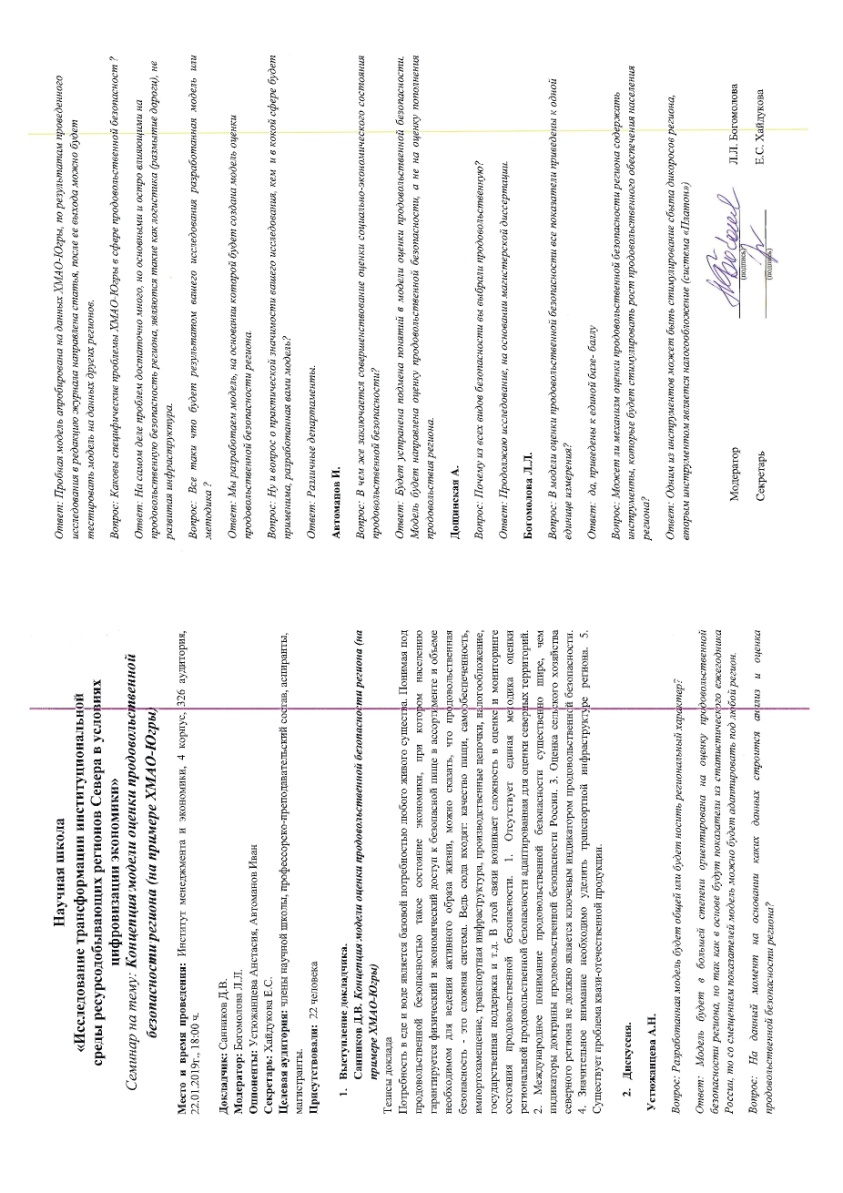 Научная школа
«Исследование трансформации институциональной
среды ресурсодобывающих регионов Севера в условиях
цифровизации экономики»
Семинар на тему: Концепция модели оценки продовольственной
безопасности региона (на примере ХМАО-Югры)
Место и время проведения: Институт менеджмента и экономики, 4 корпус, 326 аудитория,
22.01.2019г., 18:00 ч.
Докладчик: Санников Д.В.
Модератор: Богомолова Л.Л.
Оппоненты: Устюжанцева Анстасия, Автоманов Иван
Секретарь: Хайдукова Е.С.
Целевая аудитория: члены научной школы, профессорско-преподавательский состав, аспиранты,
магистранты.
Присутствовали: 22 человека
1. Выступление докладчика.
Санников Д.В. Концепция модели оценки продовольственной безопасности региона (на
примере ХМАО-Югры)
Тезисы доклада
Потребность в еде и воде является базовой потребностью любого живого существа. Понимая под
продовольственной безопасностью такое состояние экономики, при котором населению
гарантируется физический и экономический доступ к безопасной пище в ассортименте и объеме
необходимом для ведения активного образа жизни, можно сказать, что продовольственная
безопасность - это сложная система. Ведь сюда входят: качество пищи, самообеспеченность,
импортозамещение, транспортная инфраструктура, производственные цепочки, налогообложение,
государственная поддержка и т.д. В этой связи возникает сложность в оценке и мониторинге
состояния продовольственной безопасности. 1. Отсутствует единая методика оценки
региональной продовольственной безопасности адаптированная для оценки северных территорий.
2. Международное понимание продовольственной безопасности существенно шире, чем
индикаторы доктрины продовольственной безопасности России. 3. Оценка сельского хозяйства
северного региона не должно является ключевым индикатором продовольственной безопасности.
4. Значительное внимание необходимо уделить транспортной инфраструктуре региона. 5.
Существует проблема квази-отечественной продукции.
2. Дискуссия.
Устюжанцева А.Н.
Вопрос: Разработанная модель будет общей или будет носить региональный характер?
Ответ: Модель будет в большей степени ориентирована на оценку продовольственной
безопасности региона, но так как в основе будут показатели из статистического ежегодника
России, то со смещением показателей модель можно будет адаптировать под любой регион.
Вопрос: На данный момент на основании каких данных строится анализ и оценка
продовольственной безопасности региона?
Ответ: Пробная модель апробирована на данных ХМАО-Югры, по результатам проведенного
исследования в редакцию журнала направлена статья, после ее выхода можно будет
тестировать модель на данных других регионов.
Вопрос: Каковы специфические проблемы ХМАО-Югры в сфере продовольственной безопасност ?
Ответ: На самом деле проблем достаточно много, но основными и остро влияющими на
продовольственную безопасность региона, являются такие как логистика (размытие дороги), не
развитая инфраструктура.
Вопрос: Все таки что будет результатом вашего исследования разработанная модель или
методика ?
Ответ: Мы разработаем модель, на основании которой будет создана модель оценки
продовольственной безопасности региона.
Вопрос: Ну и вопрос о практической значимости вашего исследования, кем и в кокой сфере будет
применима, разработанная вами модель?
Ответ: Различные департаменты.
Автоманов И.
Вопрос: В чем же заключается совершенствование оценки социально-экономического состояния
продовольственной безопасности?
Ответ: Будет устранена подмена понятий в модели оценки продовольственной безопасности.
Модель будет направлена оценку продовольственной безопасности, а не на оценку пополнения
продовольствия региона.
Дощинская А.
Вопрос: Почему из всех видов безопасности вы выбрали продовольственную?
Ответ: Продолжаю исследование, на основании магистерской диссертации.
Богомолова Л.Л.
Вопрос: В модели оценки продовольственной безопасности все показатели приведены к одной
единице измерения?
Ответ: да, приведены к единой базе- баллу
Вопрос: Может ли механизм оценки продовольственной безопасности региона содержать
инструменты, которые будет стимулировать рост продовольственного обеспечения населения
региона?
Ответ: Одним из инструментов может быть стимулирование сбыта дикоросов региона,
вторым инструментом является налогообложение (система «Платон»)
Модератор Л.Л. Богомолова
(подпись)
Секретарь Е.С. Хайдукова
(подпись)